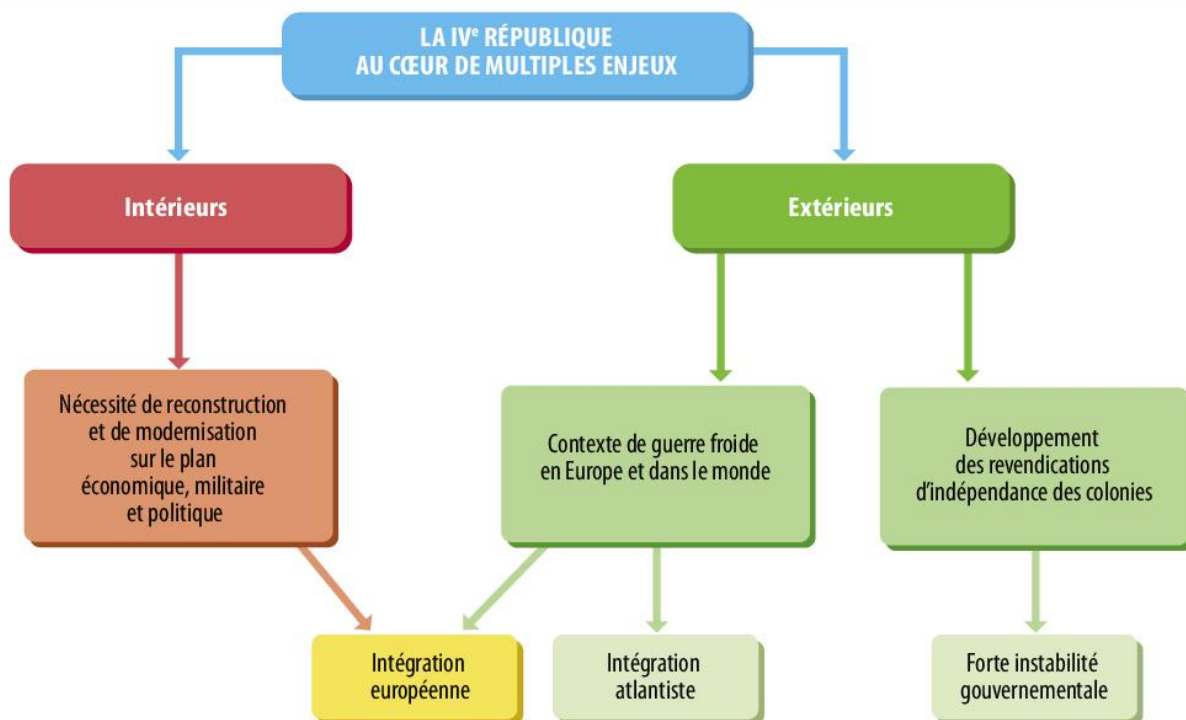 LA IVe RÉPUBLIQUE
AU CŒUR DE MULTIPLES ENJEUX
Intérieurs
Extérieurs
Nécessité de reconstruction
et de modernisation
sur le plan
économique, militaire
et politique
Contexte de guerre froide
en Europe et dans le monde
Développement
des revendications
d'indépendance des colonies
Intégration
européenne
Intégration
atlantiste
Forte instabilité
gouvernementale